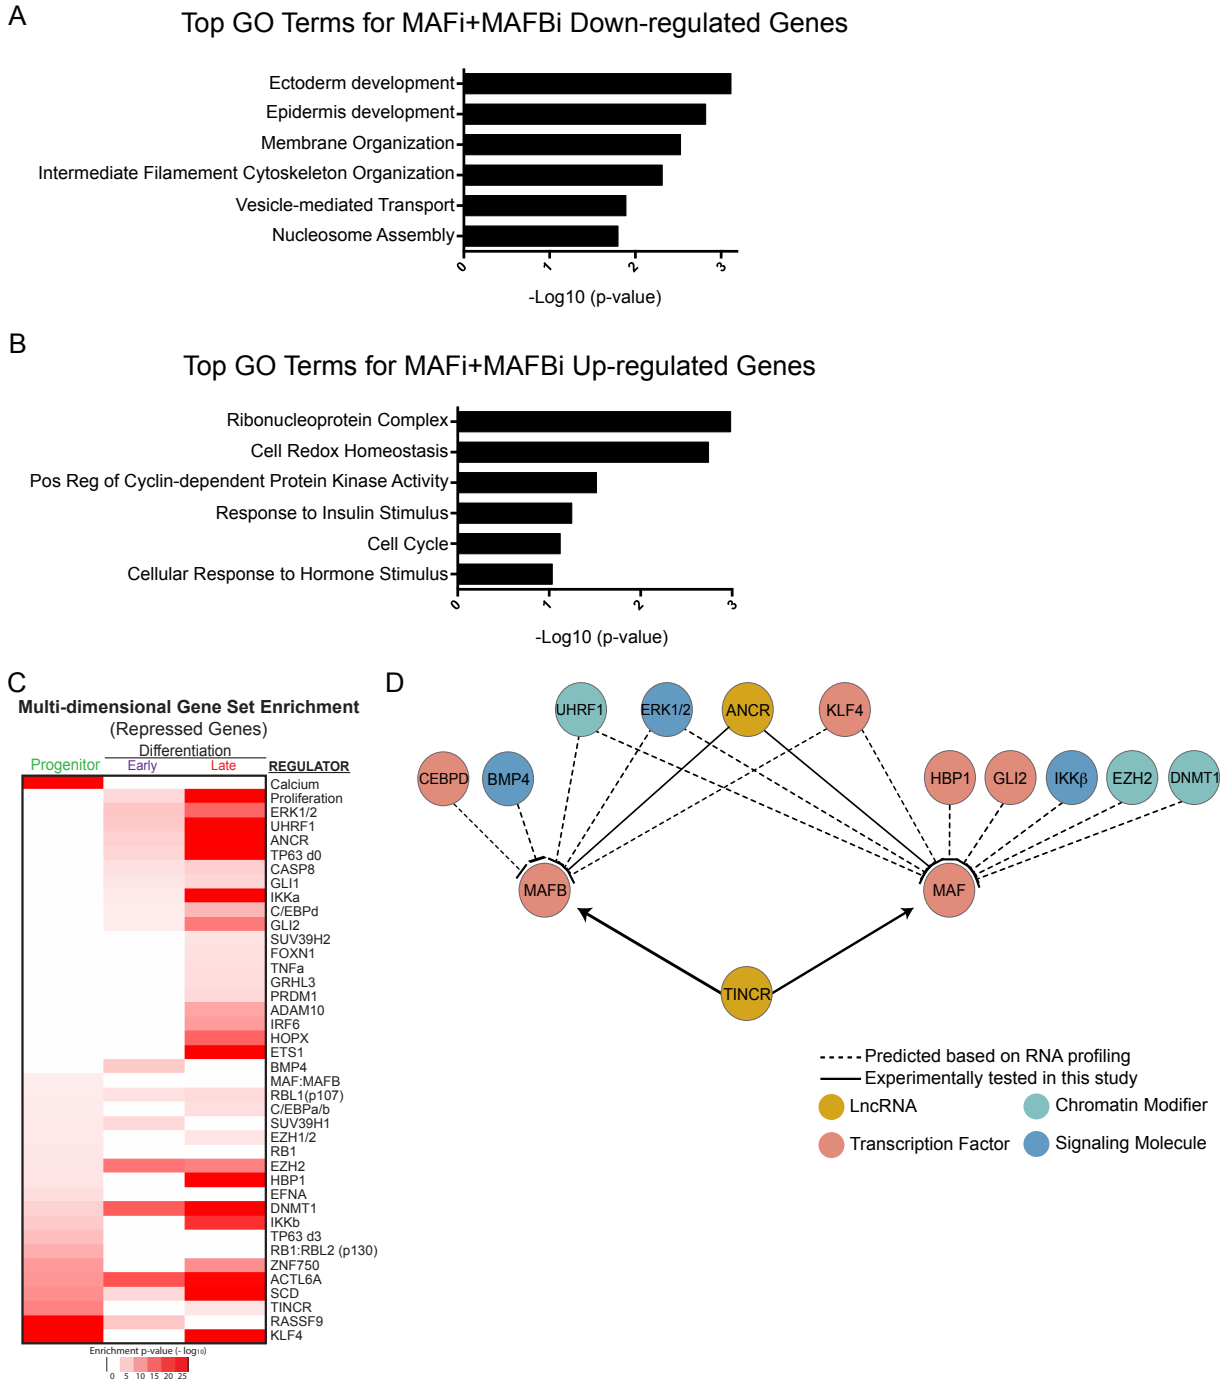 A
Top GO Terms for MAFi+MAFBi Down-regulated Genes
Ectoderm development
Epidermis development
Membrane Organization
Intermediate Filamement Cytoskeleton Organization
Vesicle-mediated Transport
Nucleosome Assembly
0 1 2 3
-Log10 (p-value)
B
Top GO Terms for MAFi+MAFBi Up-regulated Genes
Ribonucleoprotein Complex
Cell Redox Homeostasis
Pos Reg of Cyclin-dependent Protein Kinase Activity
Response to Insulin Stimulus
Cell Cycle
Cellular Response to Hormone Stimulus
0 1 2 3
-Log10 (p-value)
C
Multi-dimensional Gene Set Enrichment
(Repressed Genes)
Differentiation
Progenitor Early Late REGULATOR
Calcium
Proliferation
ERK1/2
UHRF1
ANCR
TP63 d0
CASP8
GLI1
IKKa
C/EBPd
GLI2
SUV39H2
FOXN1
TNFa
GRHL3
PRDM1
ADAM10
IRF6
HOPX
ETS1
BMP4
MAF:MAFB
RBL1(p107)
C/EBPa/b
SUV39H1
EZH1/2
RB1
EZH2
HBP1
EFNA
DNMT1
IKKb
TP63 d3
RB1:RBL2 (p130)
ZNF750
ACTL6A
SCD
TINCR
RASSF9
KLF4
Enrichment p-value (- log10)
0 5 10 15 20 25
D
UHRF1 ERK1/2 ANCR KLF4
CEBPD BMP4 HBP1 GLI2 IKKβ EZH2 DNMT1
MAFB MAF
TINCR
Predicted based on RNA profiling
Experimentally tested in this study
LncRNA Chromatin Modifier
Transcription Factor Signaling Molecule